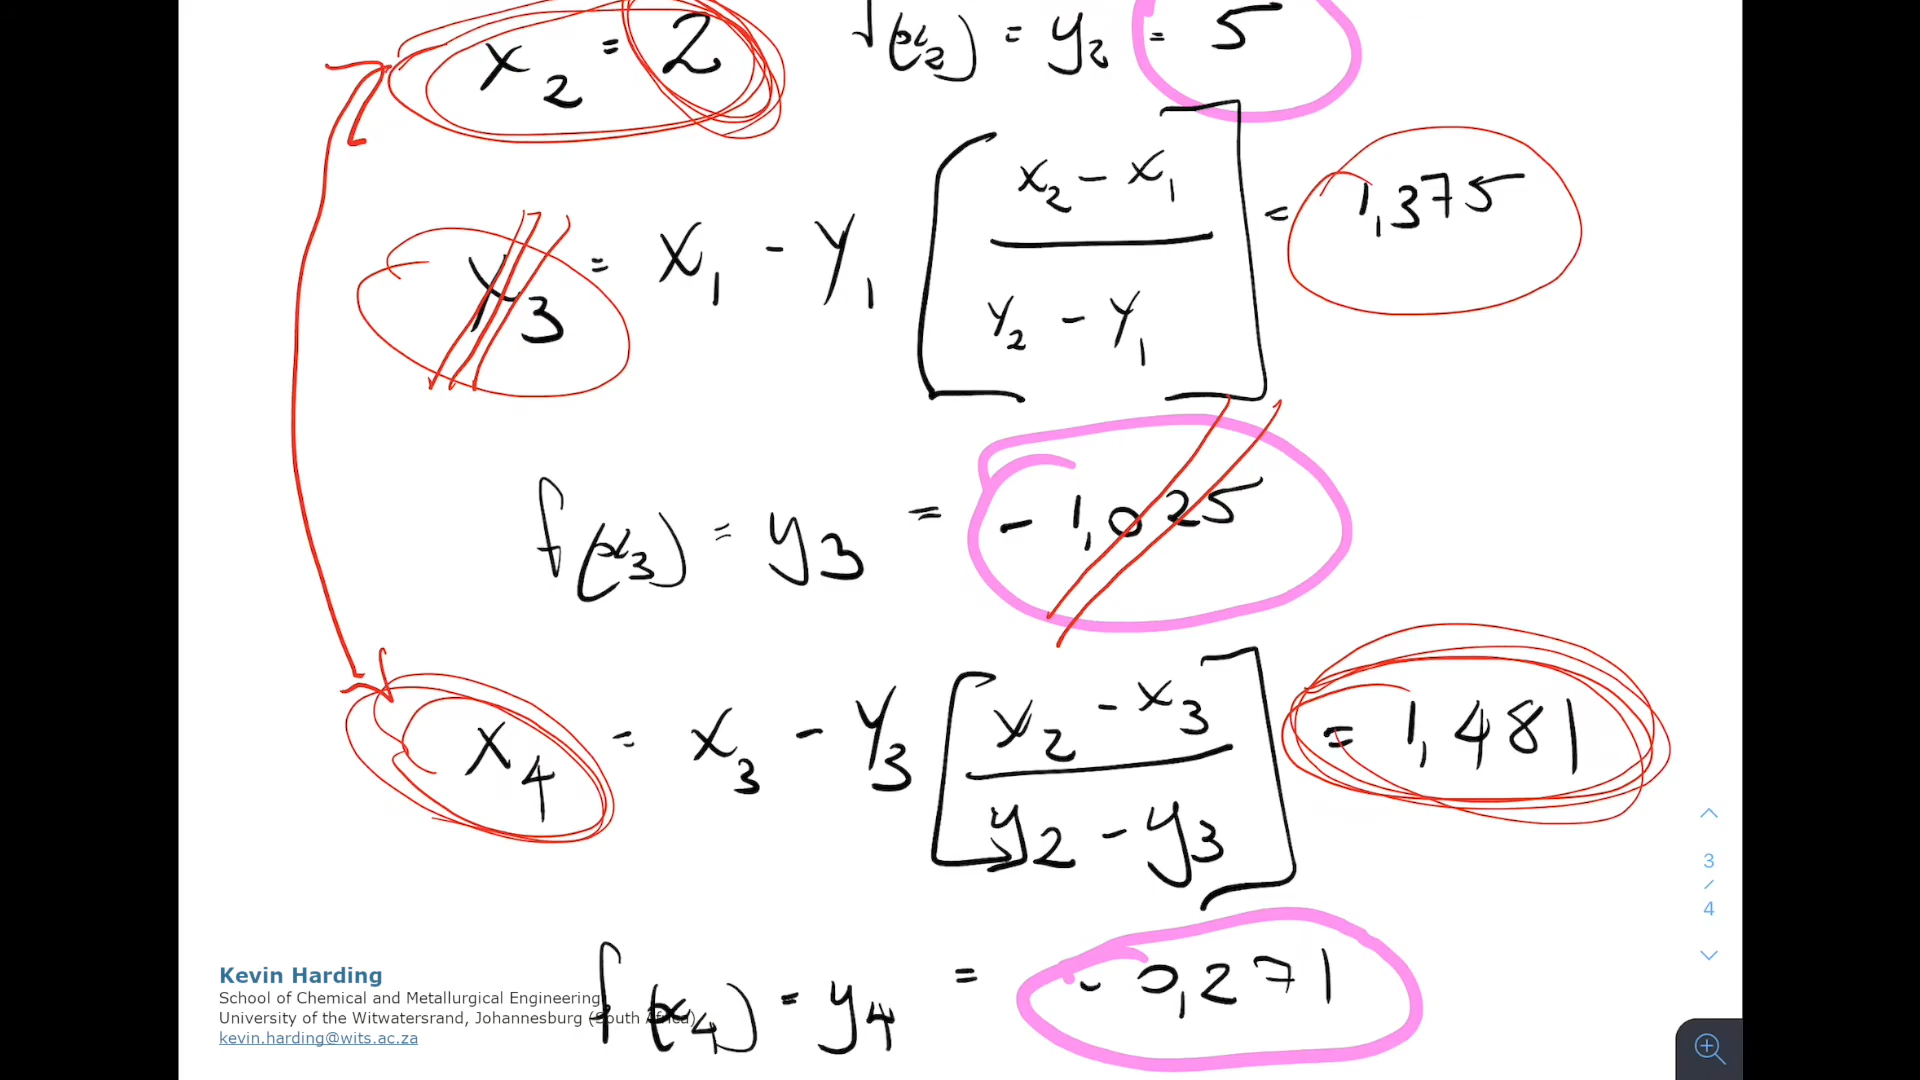 x₂ = 2 f(x₂) = y₂ = 5
x₃ = x₁ - y₁ [ (x₂ - x₁) / (y₂ - y₁) ] = 1,375
f(x₃) = y₃ = -1,025
x₄ = x₃ - y₃ [ (x₂ - x₃) / (y₂ - y₃) ] = 1,481
f(x₄) = y₄ = -0,271
3
/
4
Kevin Harding
School of Chemical and Metallurgical Engineering
University of the Witwatersrand, Johannesburg (South Africa)
kevin.harding@wits.ac.za